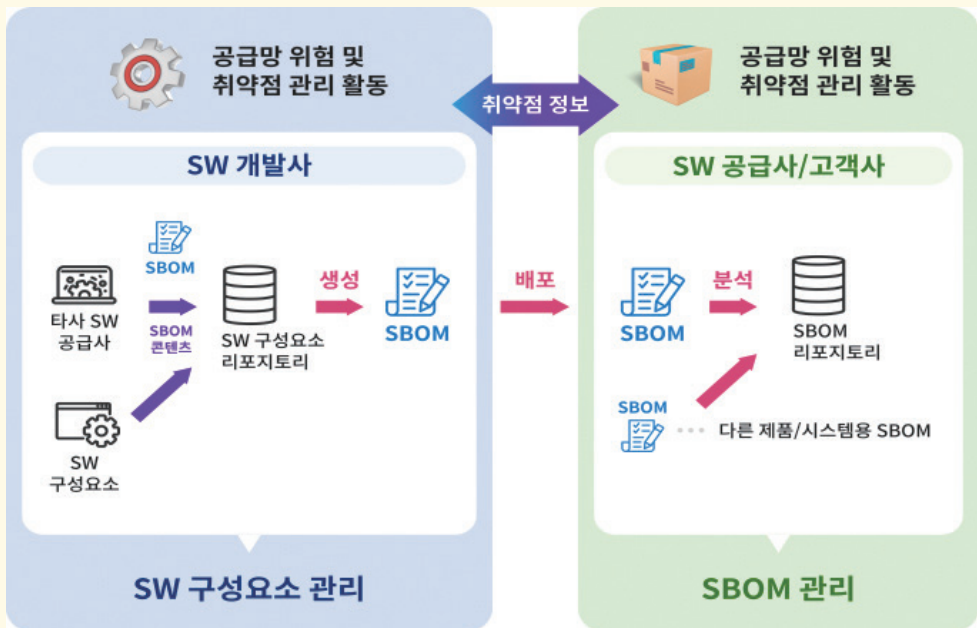 공급망 위험 및
취약점 관리 활동
취약점 정보
공급망 위험 및
취약점 관리 활동
SW 개발사
SBOM
타사 SW
공급사
SBOM
콘텐츠
SW 구성요소
리포지토리
생성
SBOM
SW
구성요소
SW 구성요소 관리
배포
SW 공급사/고객사
SBOM
분석
SBOM
리포지토리
SBOM
다른 제품/시스템용 SBOM
SBOM 관리